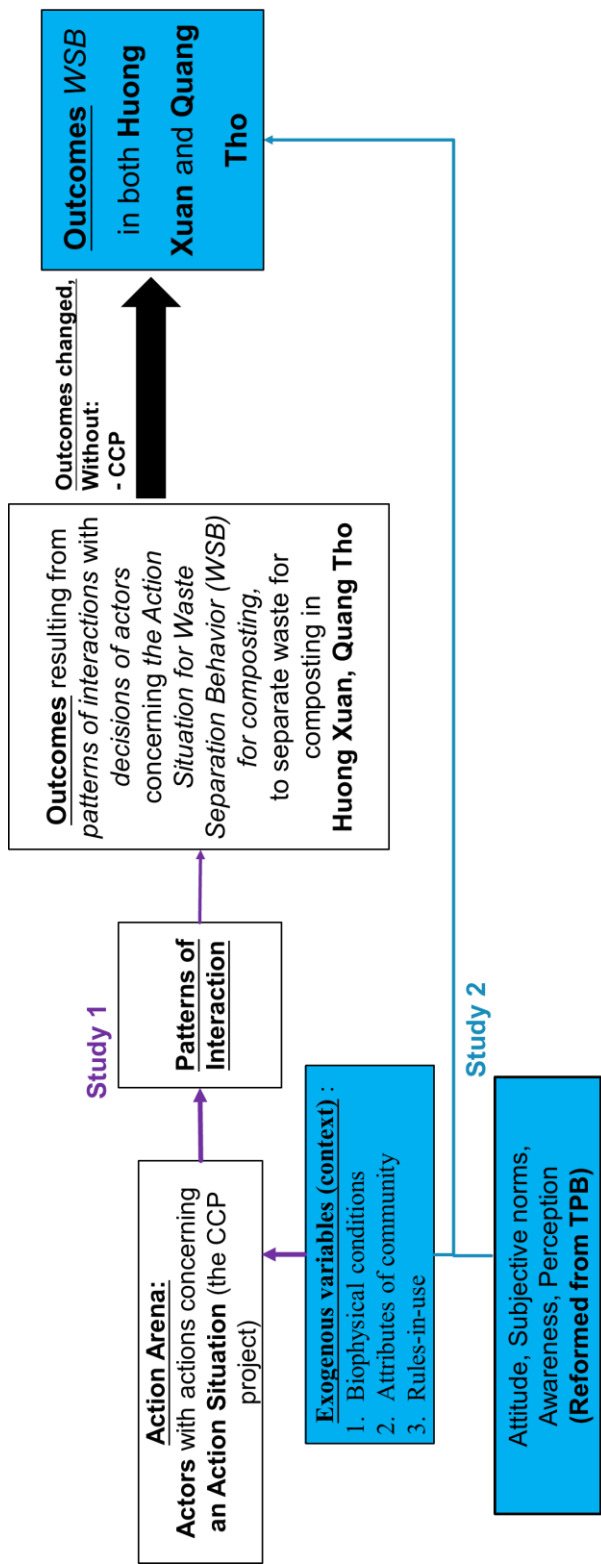 Study 1
Action Arena:
Actors with actions concerning
an Action Situation (the CCP
project)
Patterns of
Interaction
Outcomes resulting from
patterns of interactions with
decisions of actors
concerning the Action
Situation for Waste
Separation Behavior (WSB)
for composting,
to separate waste for
composting in
Huong Xuan, Quang Tho
Outcomes changed,
Without:
- CCP
Outcomes WSB
in both Huong
Xuan and Quang
Tho
Exogenous variables (context) :
1. Biophysical conditions
2. Attributes of community
3. Rules-in-use
Study 2
Attitude, Subjective norms,
Awareness, Perception
(Reformed from TPB)